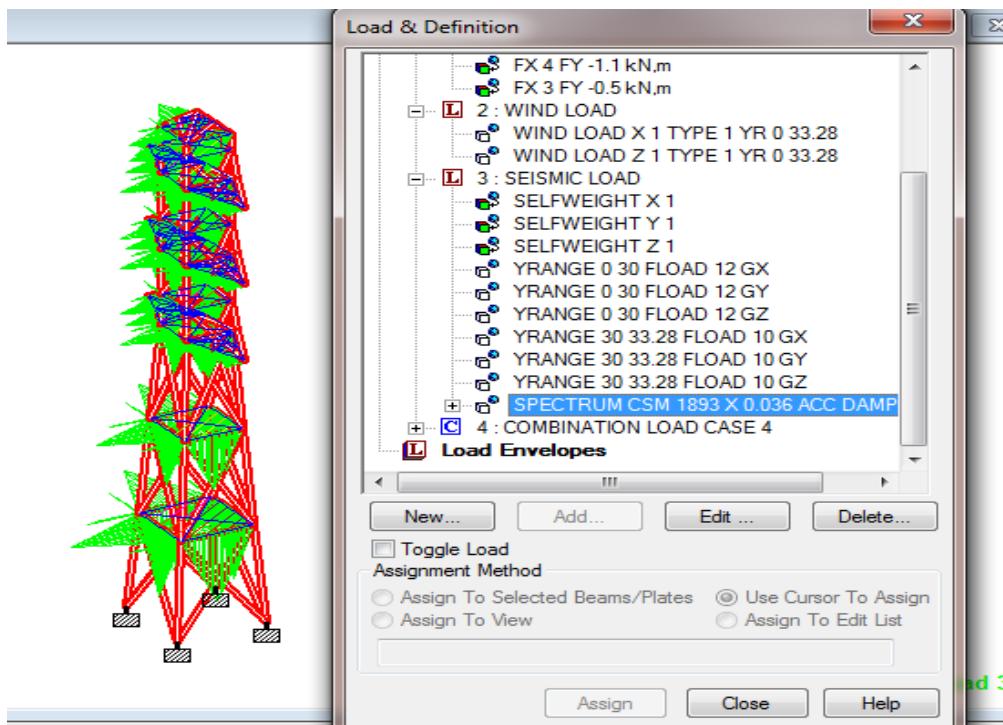 Load & Definition
FX 4 FY -1.1 kN,m
FX 3 FY -0.5 kN,m
L 2 : WIND LOAD
WIND LOAD X 1 TYPE 1 YR 0 33.28
WIND LOAD Z 1 TYPE 1 YR 0 33.28
L 3 : SEISMIC LOAD
SELFWEIGHT X 1
SELFWEIGHT Y 1
SELFWEIGHT Z 1
YRANGE 0 30 FLOAD 12 GX
YRANGE 0 30 FLOAD 12 GY
YRANGE 0 30 FLOAD 12 GZ
YRANGE 30 33.28 FLOAD 10 GX
YRANGE 30 33.28 FLOAD 10 GY
YRANGE 30 33.28 FLOAD 10 GZ
SPECTRUM CSM 1893 X 0.036 ACC DAMP
C 4 : COMBINATION LOAD CASE 4
L Load Envelopes
New... Add... Edit ... Delete...
Toggle Load
Assignment Method
Assign To Selected Beams/Plates Use Cursor To Assign
Assign To View Assign To Edit List
ad 3
Assign Close Help